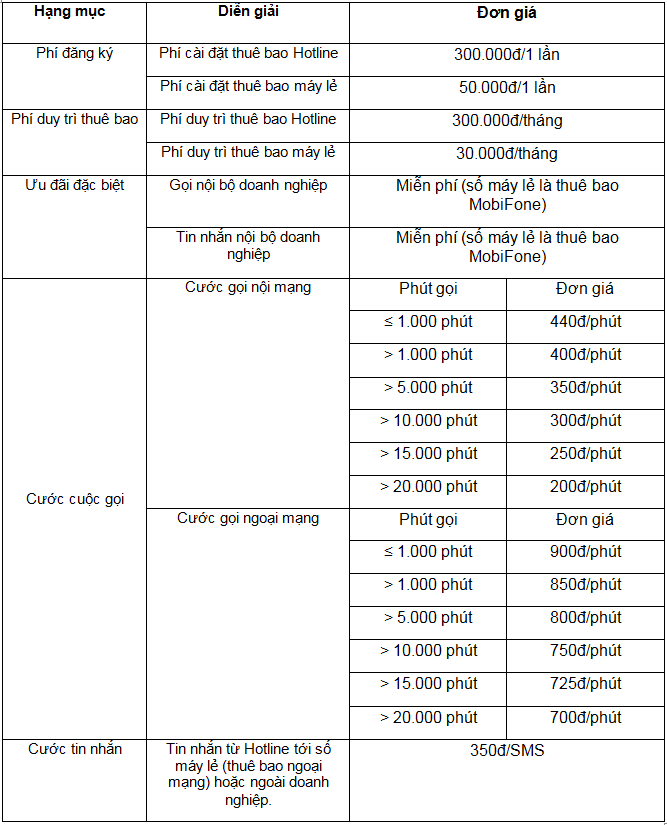 Hạng mục
Diễn giải
Đơn giá
Phí đăng ký
Phí cài đặt thuê bao Hotline
300.000đ/1 lần
Phí cài đặt thuê bao máy lẻ
50.000đ/1 lần
Phí duy trì thuê bao
Phí duy trì thuê bao Hotline
300.000đ/tháng
Phí duy trì thuê bao máy lẻ
30.000đ/tháng
Ưu đãi đặc biệt
Gọi nội bộ doanh nghiệp
Miễn phí (số máy lẻ là thuê bao
MobiFone)
Tin nhắn nội bộ doanh
nghiệp
Miễn phí (số máy lẻ là thuê bao
MobiFone)
Cước cuộc gọi
Cước gọi nội mạng
Phút gọi
Đơn giá
≤ 1.000 phút
440đ/phút
> 1.000 phút
400đ/phút
> 5.000 phút
350đ/phút
> 10.000 phút
300đ/phút
> 15.000 phút
250đ/phút
> 20.000 phút
200đ/phút
Cước gọi ngoại mạng
Phút gọi
Đơn giá
≤ 1.000 phút
900đ/phút
> 1.000 phút
850đ/phút
> 5.000 phút
800đ/phút
> 10.000 phút
750đ/phút
> 15.000 phút
725đ/phút
> 20.000 phút
700đ/phút
Cước tin nhắn
Tin nhắn từ Hotline tới số
máy lẻ (thuê bao ngoại
mạng) hoặc ngoài doanh
nghiệp.
350đ/SMS